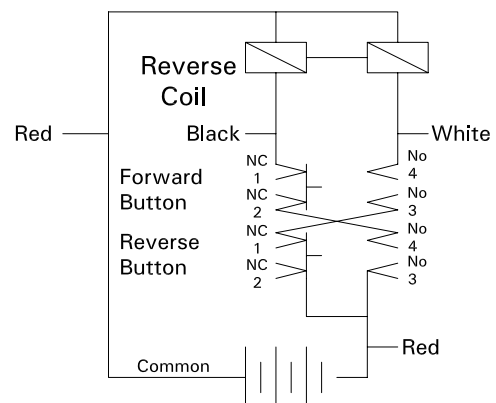 Reverse
Coil
Red
Black
White
NC
1
No
4
Forward
Button
NC
2
No
3
Reverse
Button
NC
1
No
4
NC
2
No
3
Red
Common